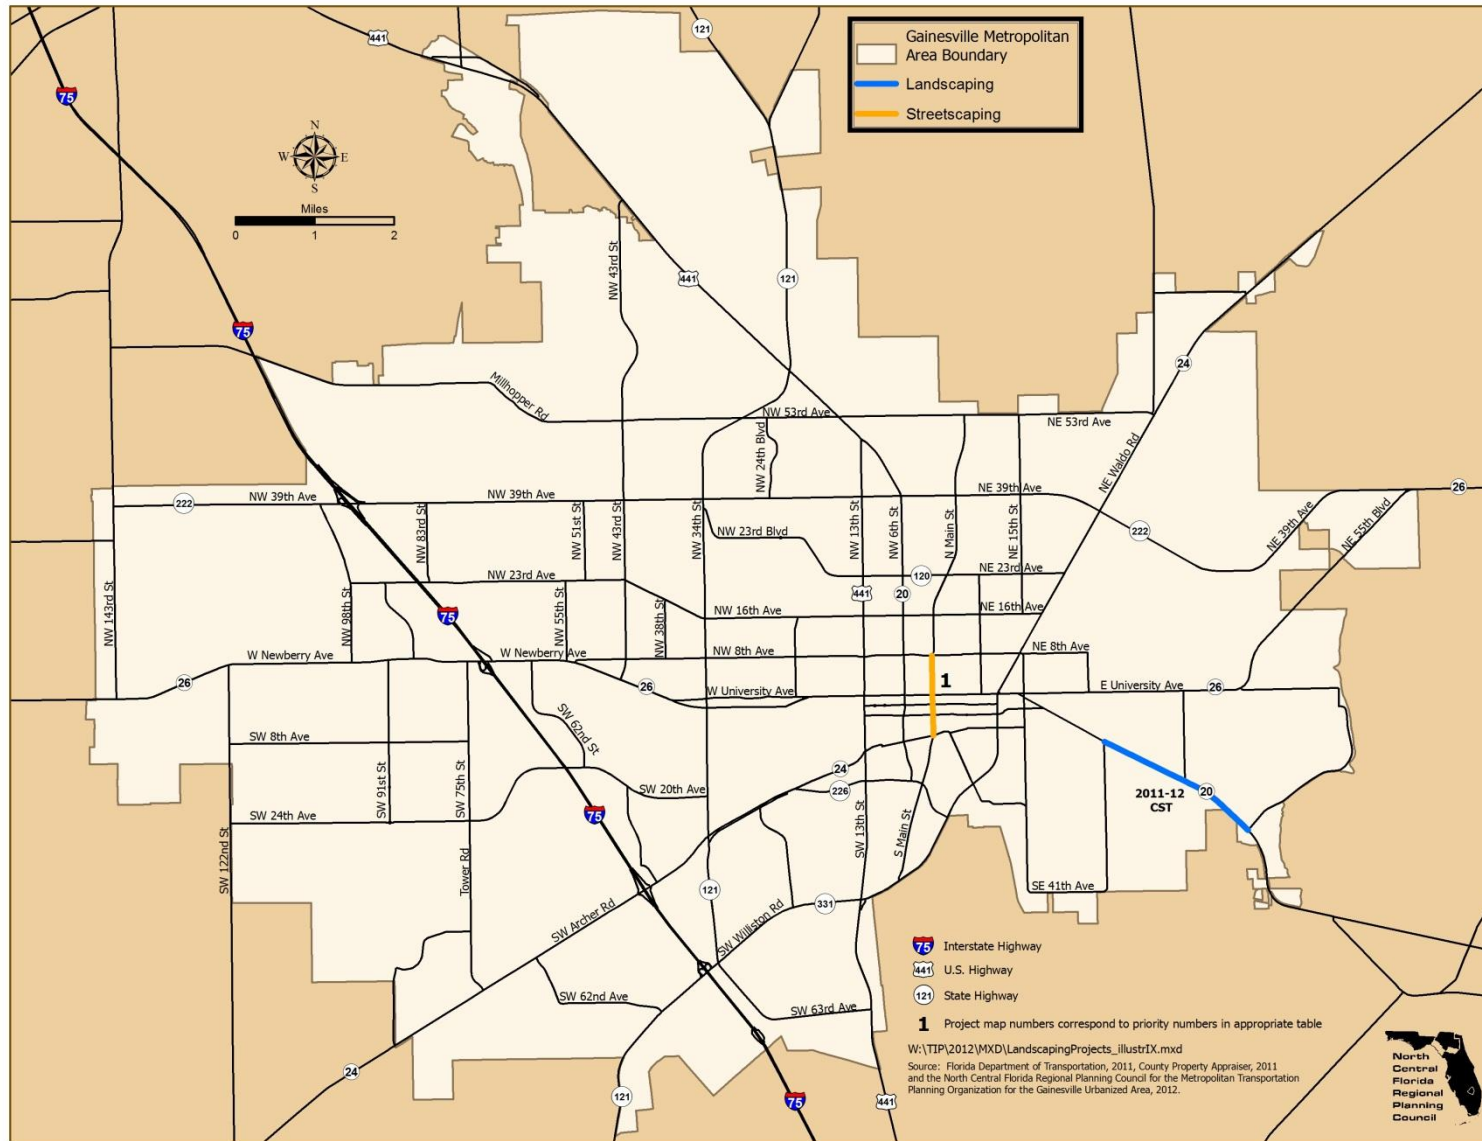 441
121
Gainesville Metropolitan
Area Boundary
Landscaping
Streetscaping
75
N
W E
S
Miles
0 1 2
NW 43rd St
441
121
75
24
Millhopper Rd
NW 53rd Ave
NE 53rd Ave
NW 24th Blvd
NE Waldo Rd
222
NW 39th Ave
NW 39th Ave
NE 39th Ave
26
NW 83rd St
NW 51st St
NW 43rd St
NW 34th St
NW 23rd Blvd
NW 13th St
NW 6th St
N Main St
NE 15th St
222
NE 39th Ave
NE 55th Blvd
NW 23rd Ave
120
NE 23rd Ave
NW 143rd St
NW 98th St
75
NW 55th St
NW 38th St
NW 16th Ave
441
20
NE 16th Ave
W Newberry Ave
W Newberry Ave
NW 8th Ave
NE 8th Ave
26
26
W University Ave
1
E University Ave
26
SW 8th Ave
SW 62nd St
24
SW 91st St
SW 75th St
SW 20th Ave
226
2011-12
CST
20
SW 24th Ave
75
SW 122nd St
Tower Rd
SW 13th St
S Main St
121
SE 41th Ave
SW Archer Rd
SW Williston Rd
331
SW 62nd Ave
SW 63rd Ave
24
121
75
441
75 Interstate Highway
441 U.S. Highway
121 State Highway
1 Project map numbers correspond to priority numbers in appropriate table
W:\TIP\2012\MXD\LandscapingProjects_illustrIX.mxd
Source: Florida Department of Transportation, 2011, County Property Appraiser, 2011
and the North Central Florida Regional Planning Council for the Metropolitan Transportation
Planning Organization for the Gainesville Urbanized Area, 2012.
North
Central
Florida
Regional
Planning
Council